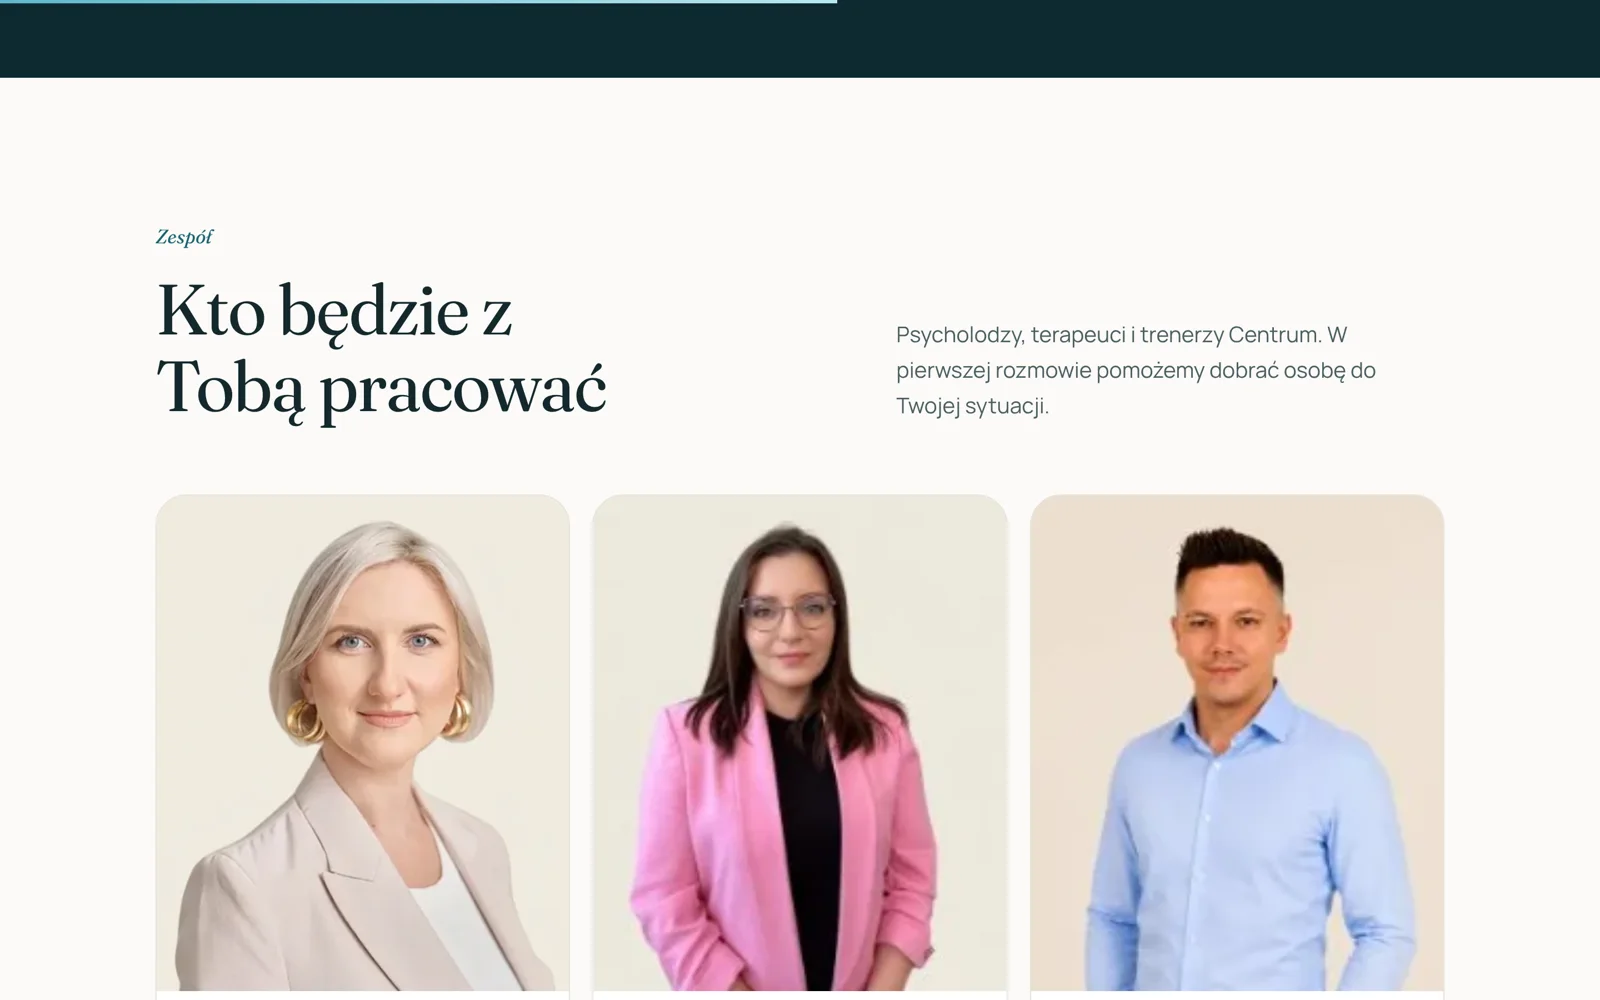 Zespół
Kto będzie z
Tobą pracować
Psycholodzy, terapeuci i trenerzy Centrum. W
pierwszej rozmowie pomożemy dobrać osobę do
Twojej sytuacji.